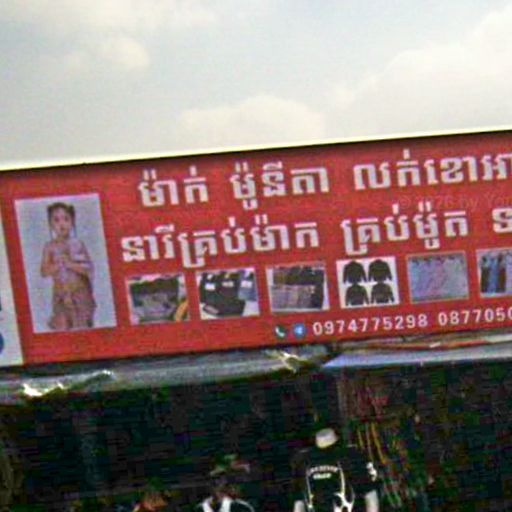 ម៉ាក់ ម៉ូនីតា លក់ខោអា
នារីគ្រប់ម៉ាក គ្រប់ម៉ូត
0974775298 087705